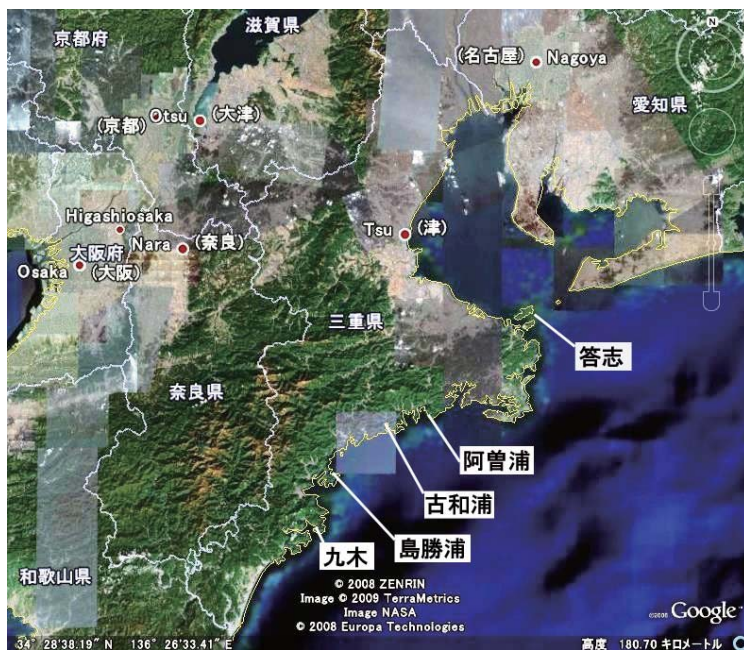 京都府
滋賀県
N
(名古屋) Nagoya
愛知県
(京都) Otsu (大津)
Higashiosaka
Tsu (津)
大阪府 Nara (奈良)
Osaka (大阪)
三重県
答志
奈良県
阿曽浦
古和浦
島勝浦
九木
和歌山県
© 2008 ZENRIN
Image © 2009 TerraMetrics
Image NASA
© 2008 Europa Technologies
©2008 Google
34° 28'38.19" N 136° 26'33.41" E
高度 180.70 キロメートル